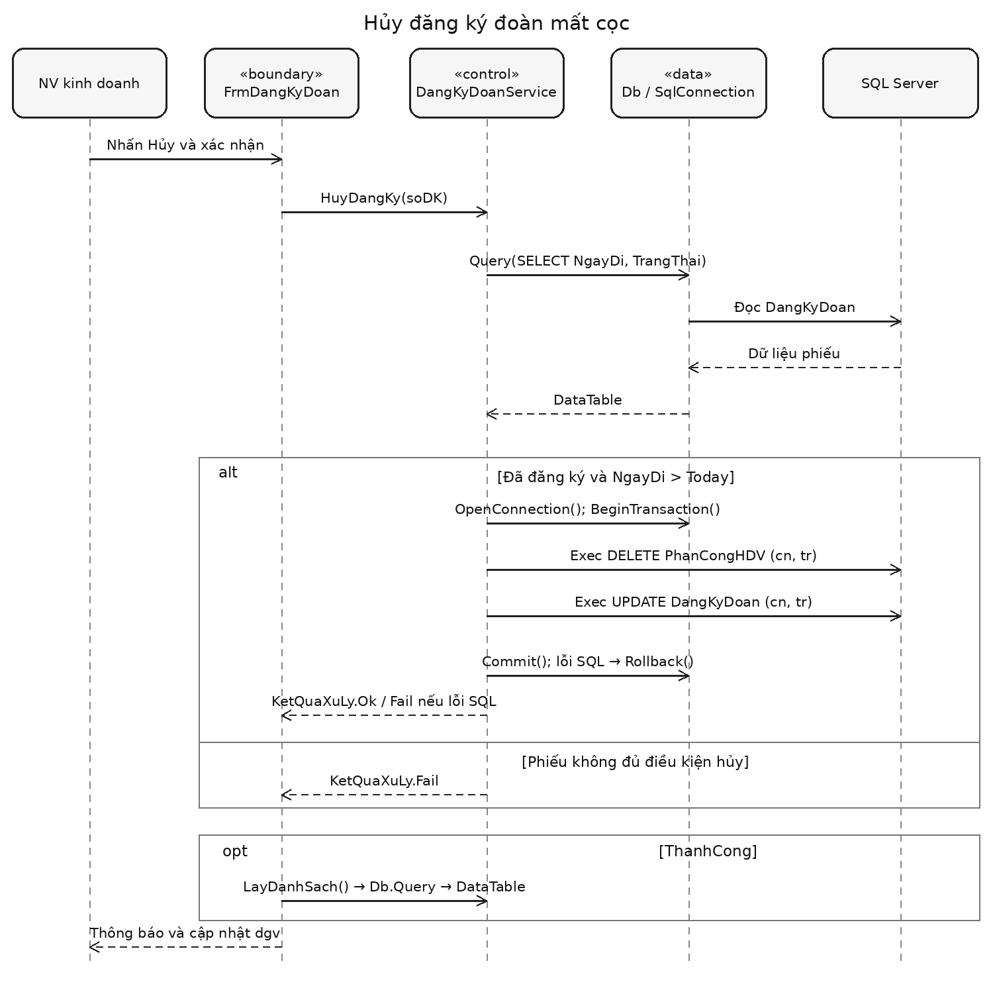 Hủy đăng ký đoàn mất cọc
NV kinh doanh
«boundary»
FrmDangKyDoan
«control»
DangKyDoanService
«data»
Db / SqlConnection
SQL Server
Nhấn Hủy và xác nhận
HuyDangKy(soDK)
Query(SELECT NgayDi, TrangThai)
Đọc DangKyDoan
Dữ liệu phiếu
DataTable
alt
[Đã đăng ký và NgayDi > Today]
OpenConnection(); BeginTransaction()
Exec DELETE PhanCongHDV (cn, tr)
Exec UPDATE DangKyDoan (cn, tr)
Commit(); lỗi SQL → Rollback()
KetQuaXuLy.Ok / Fail nếu lỗi SQL
[Phiếu không đủ điều kiện hủy]
KetQuaXuLy.Fail
opt
[ThanhCong]
LayDanhSach() → Db.Query → DataTable
Thông báo và cập nhật dgv